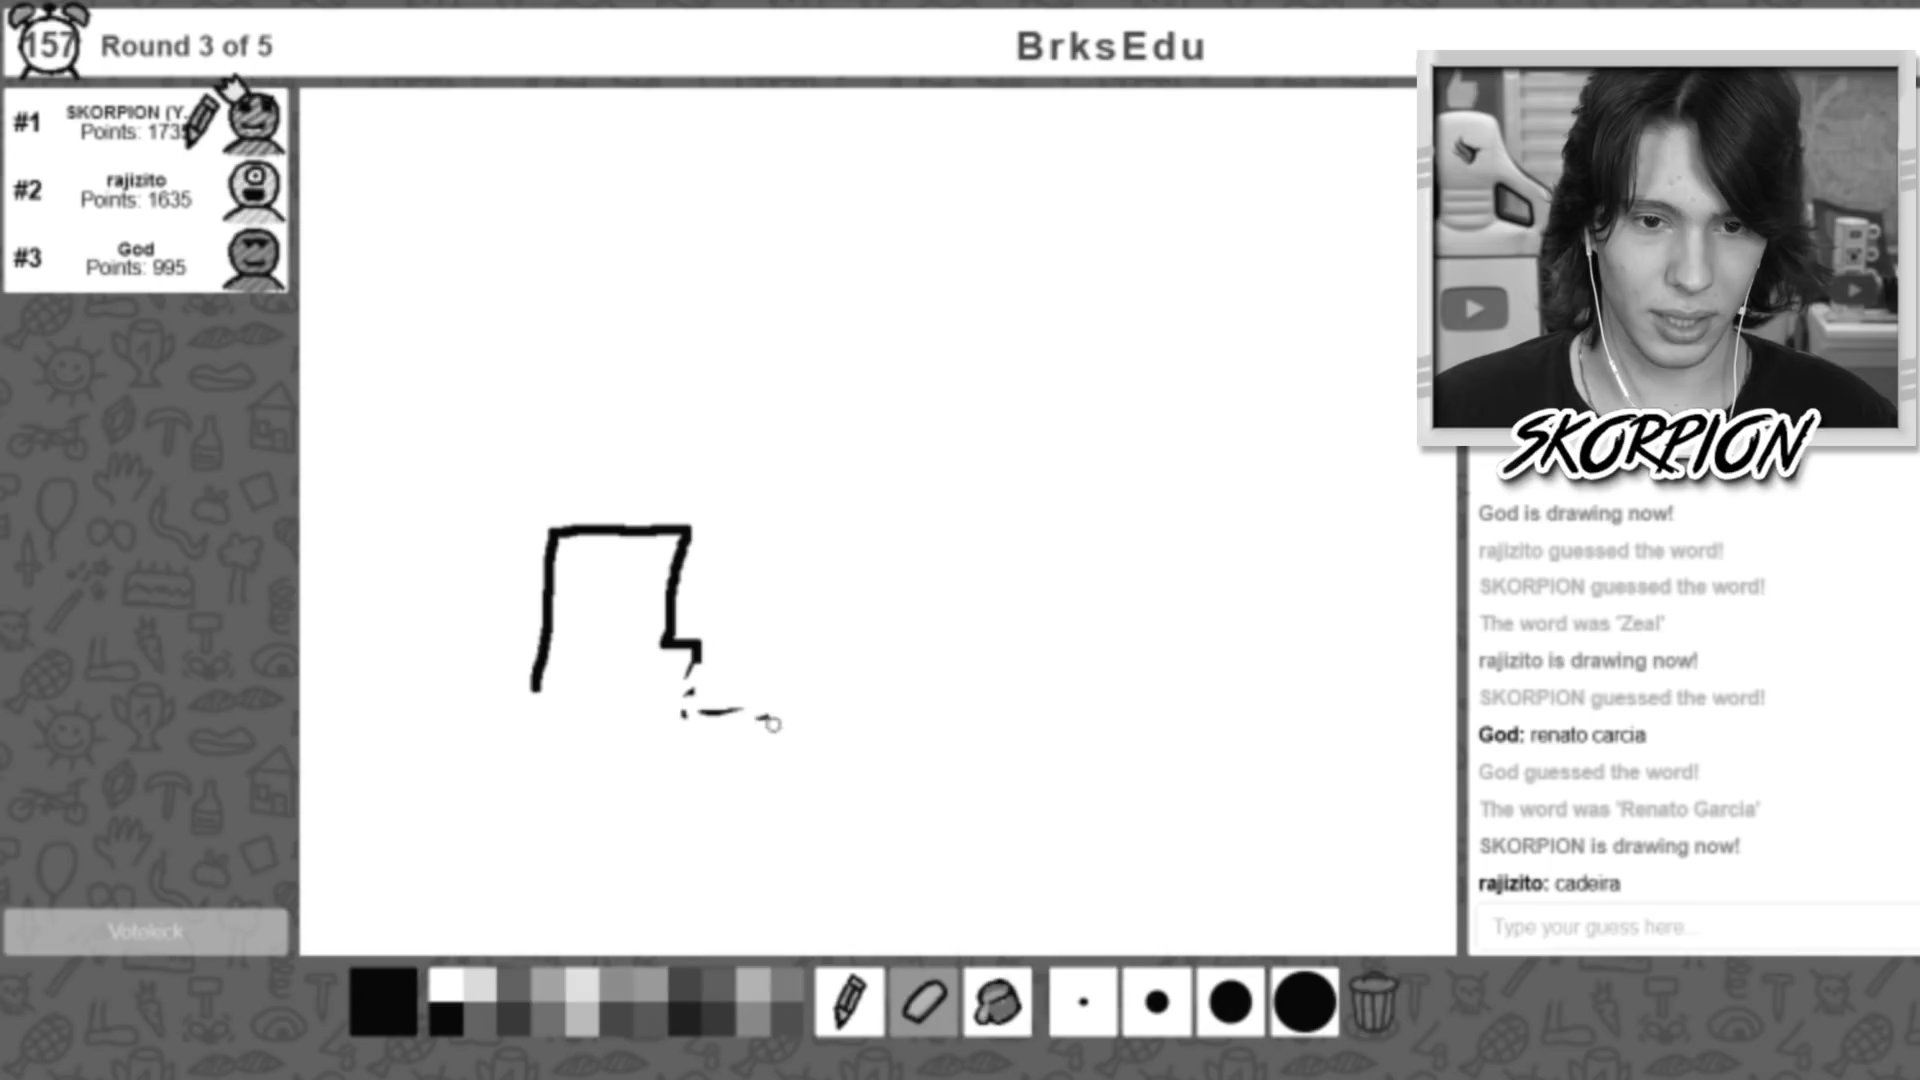 157
Round 3 of 5
BrksEdu
#1
SKORPION (Y..
Points: 1735
#2
rajizito
Points: 1635
#3
God
Points: 995
SKORPION
God is drawing now!
rajizito guessed the word!
SKORPION guessed the word!
The word was 'Zeal'
rajizito is drawing now!
SKORPION guessed the word!
God: renato carcia
God guessed the word!
The word was 'Renato Garcia'
SKORPION is drawing now!
rajizito: cadeira
Type your guess here...
Votekick